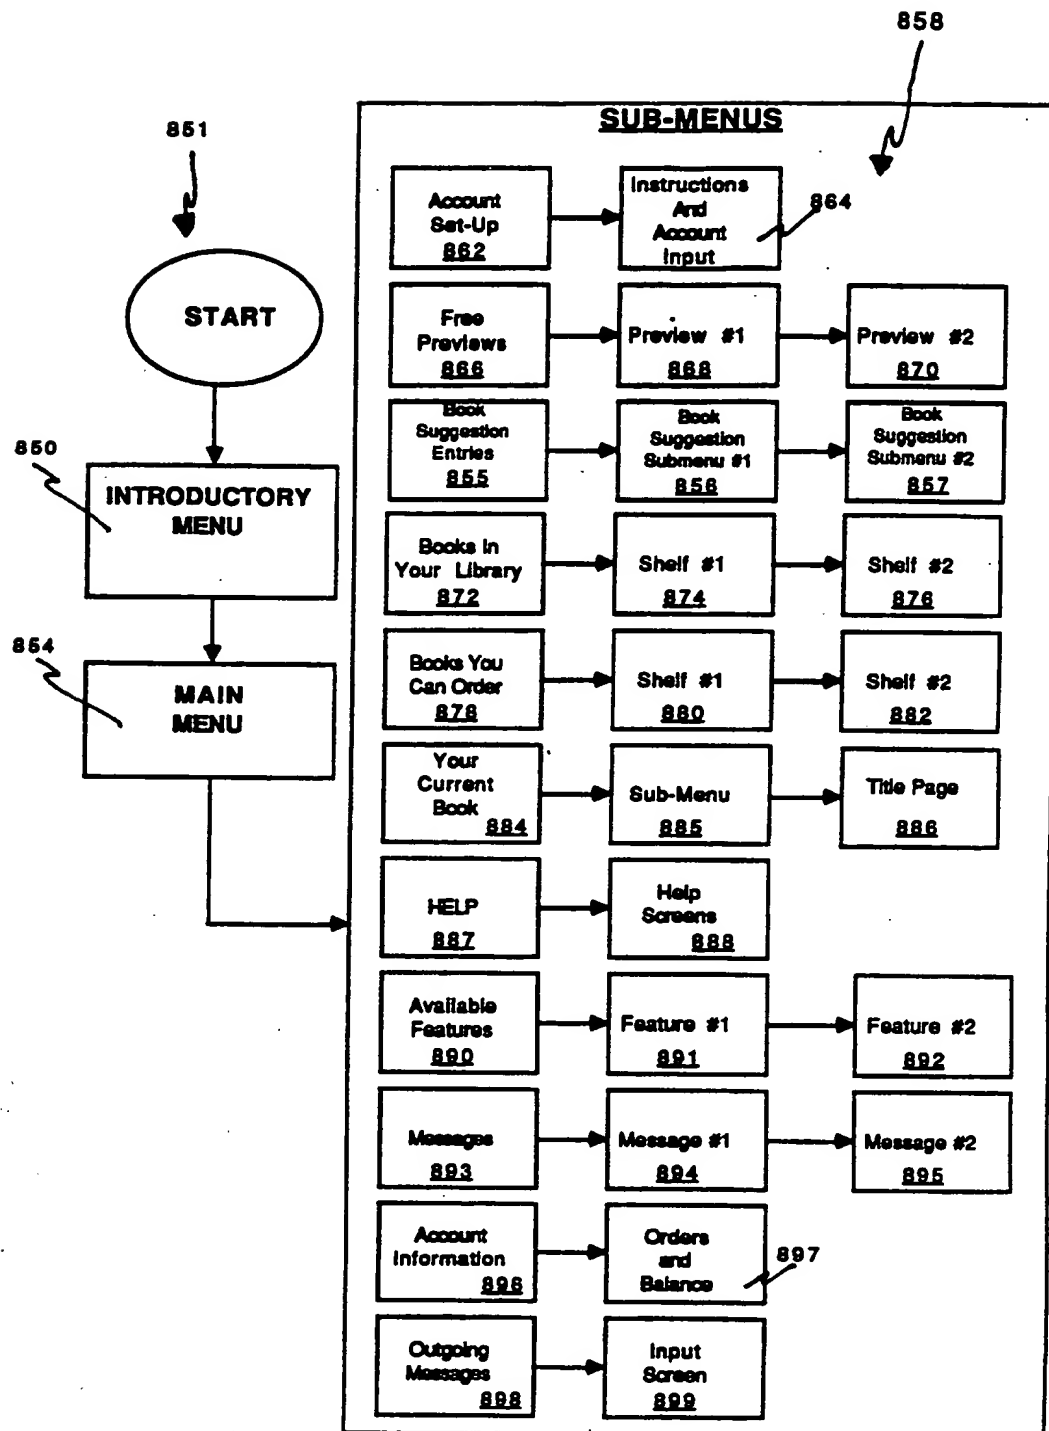 858
851
SUB-MENUS
START
850
INTRODUCTORY
MENU
854
MAIN
MENU
Account
Set-Up
862
Instructions
And
Account
Input
864
Free
Previews
866
Preview #1
868
Preview #2
870
Book
Suggestion
Entries
855
Book
Suggestion
Submenu #1
856
Book
Suggestion
Submenu #2
857
Books In
Your Library
872
Shelf #1
874
Shelf #2
876
Books You
Can Order
878
Shelf #1
880
Shelf #2
882
Your
Current
Book
884
Sub-Menu
885
Title Page
886
HELP
887
Help
Screens
888
Available
Features
890
Feature #1
891
Feature #2
892
Messages
893
Message #1
894
Message #2
895
Account
Information
896
Orders
and
Balance
897
Outgoing
Messages
898
Input
Screen
899